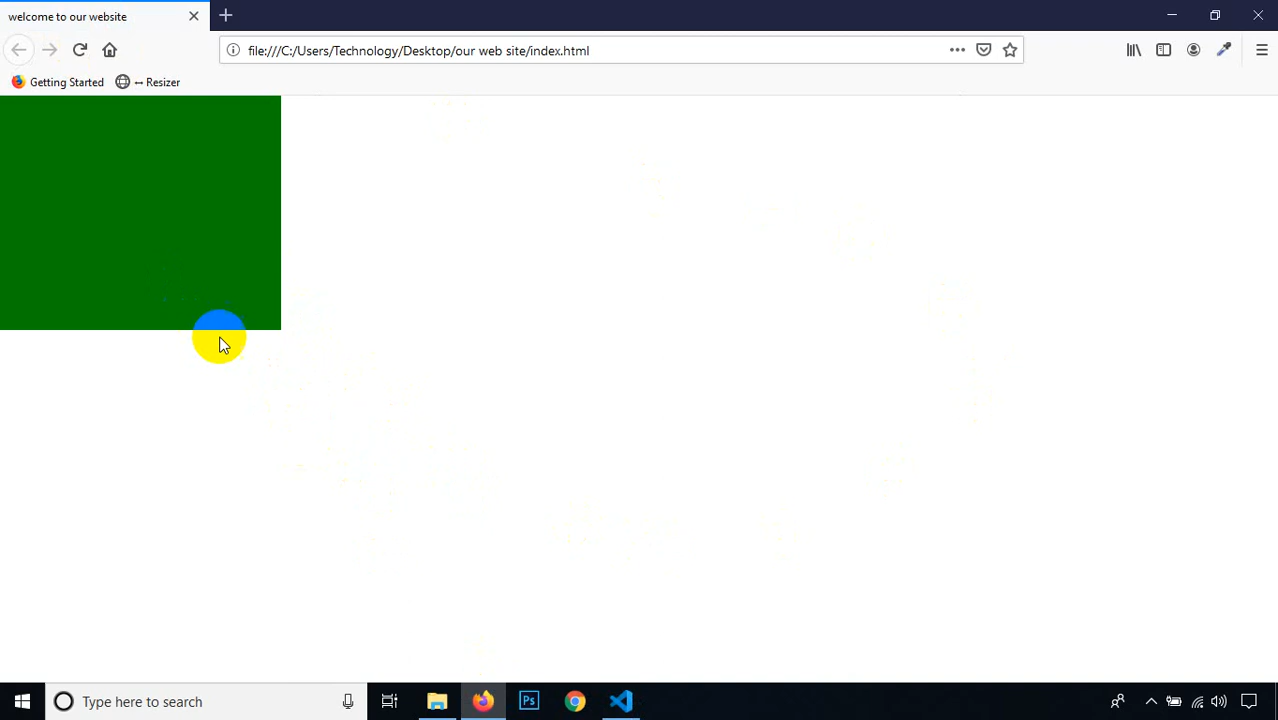 welcome to our website
file:///C:/Users/Technology/Desktop/our web site/index.html
Getting Started
↔ Resizer
Type here to search
Ps